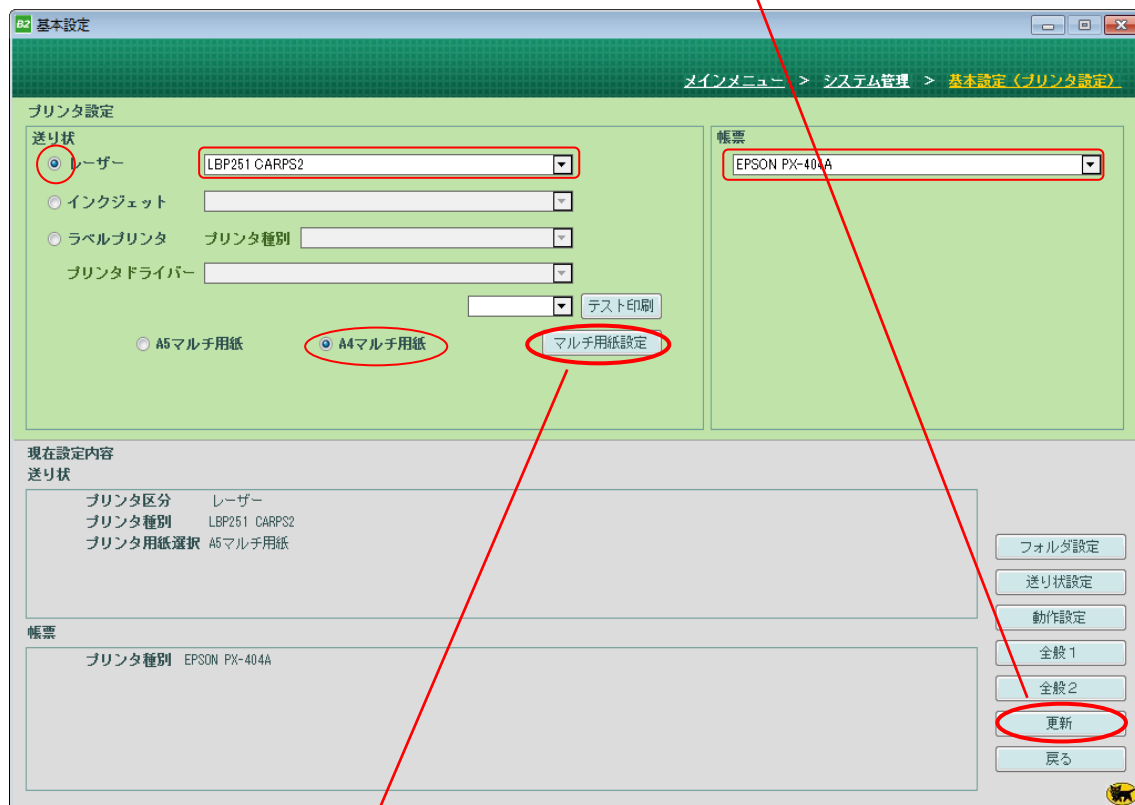 B2 基本設定
メインメニュー > システム管理 > 基本設定（プリンタ設定）
プリンタ設定
送り状
レーザー LBP251 CARPS2
インクジェット
ラベルプリンタ プリンタ種別
プリンタドライバー
テスト印刷
A5マルチ用紙 A4マルチ用紙 マルチ用紙設定
帳票
EPSON PX-404A
現在設定内容
送り状
プリンタ区分 レーザー
プリンタ種別 LBP251 CARPS2
プリンタ用紙選択 A5マルチ用紙
帳票
プリンタ種別 EPSON PX-404A
フォルダ設定
送り状設定
動作設定
全般１
全般２
更新
戻る